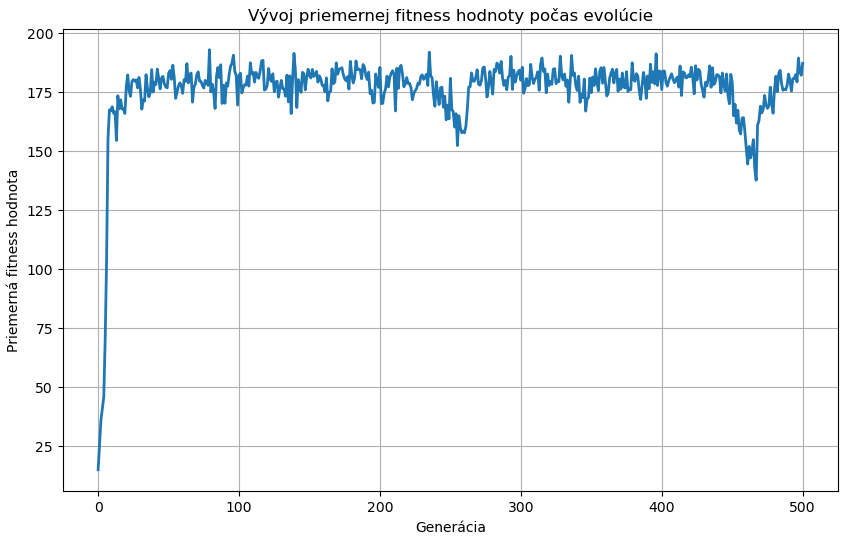 Vývoj priemernej fitness hodnoty počas evolúcie
200
175
150
125
100
75
50
25
Priemerná fitness hodnota
0 100 200 300 400 500
Generácia